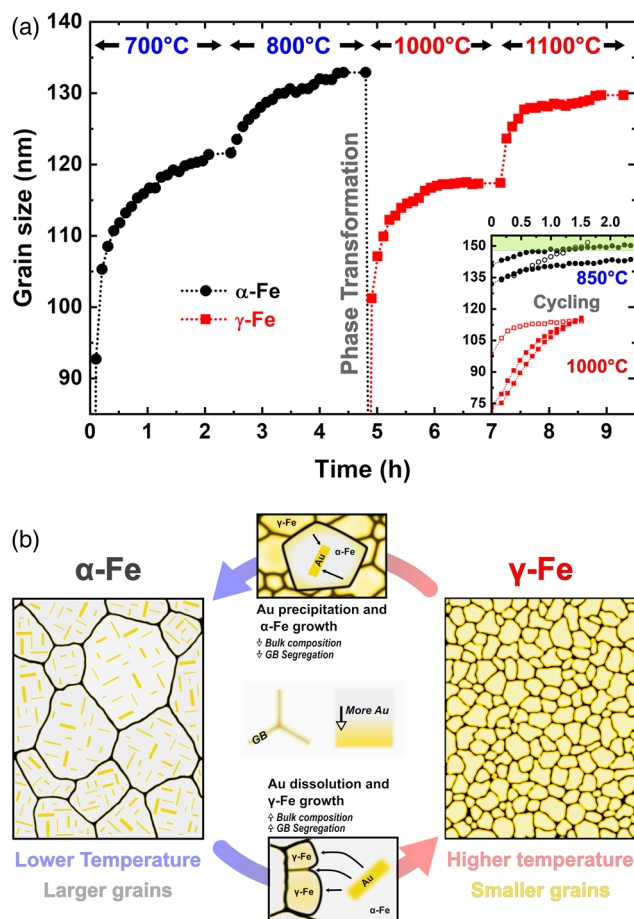 (a)
700°C 800°C 1000°C 1100°C
140
130
120
110
100
90
Grain size (nm)
α-Fe
γ-Fe
Phase Transformation
0 0.5 1.0 1.5 2.0
150
135
120
105
90
75
850°C
Cycling
1000°C
0 1 2 3 4 5 6 7 8 9
Time (h)
(b)
γ-Fe
α-Fe
Au
α-Fe
γ-Fe
Au precipitation and
α-Fe growth
Bulk composition
GB Segregation
GB
More Au
Au dissolution and
γ-Fe growth
Bulk composition
GB Segregation
γ-Fe
γ-Fe
Au
α-Fe
Lower Temperature
Larger grains
Higher temperature
Smaller grains